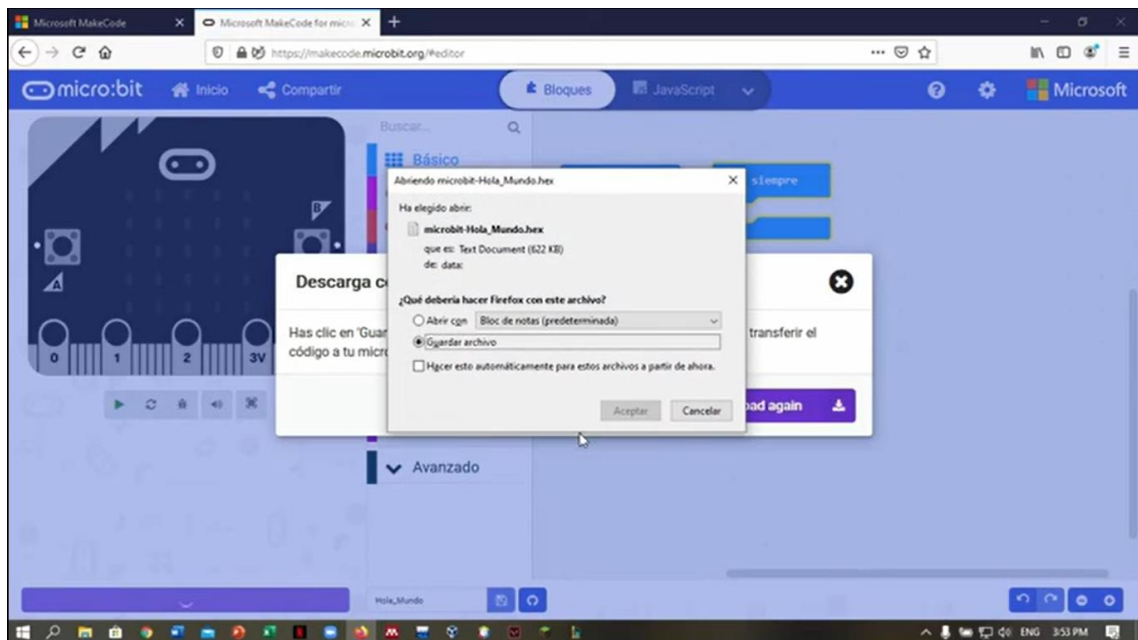 Microsoft MakeCode
Microsoft MakeCode for micro
https://makecode.microbit.org/#editor
micro:bit
Inicio
Compartir
Bloques
JavaScript
Microsoft
Buscar...
Básico
siempre
Abriendo microbit-Hola_Mundo.hex
Ha elegido abrir:
microbit-Hola_Mundo.hex
que es: Text Document (622 KB)
de: data:
¿Qué debería hacer Firefox con este archivo?
Abrir con
Bloc de notas (predeterminada)
Guardar archivo
Hacer esto automáticamente para estos archivos a partir de ahora.
Aceptar
Cancelar
Descarga c
Has clic en 'Guar
transferir el
código a tu micro
oad again
B
A
0
1
2
3V
Avanzado
Hola_Mundo
ENG
3:53 PM